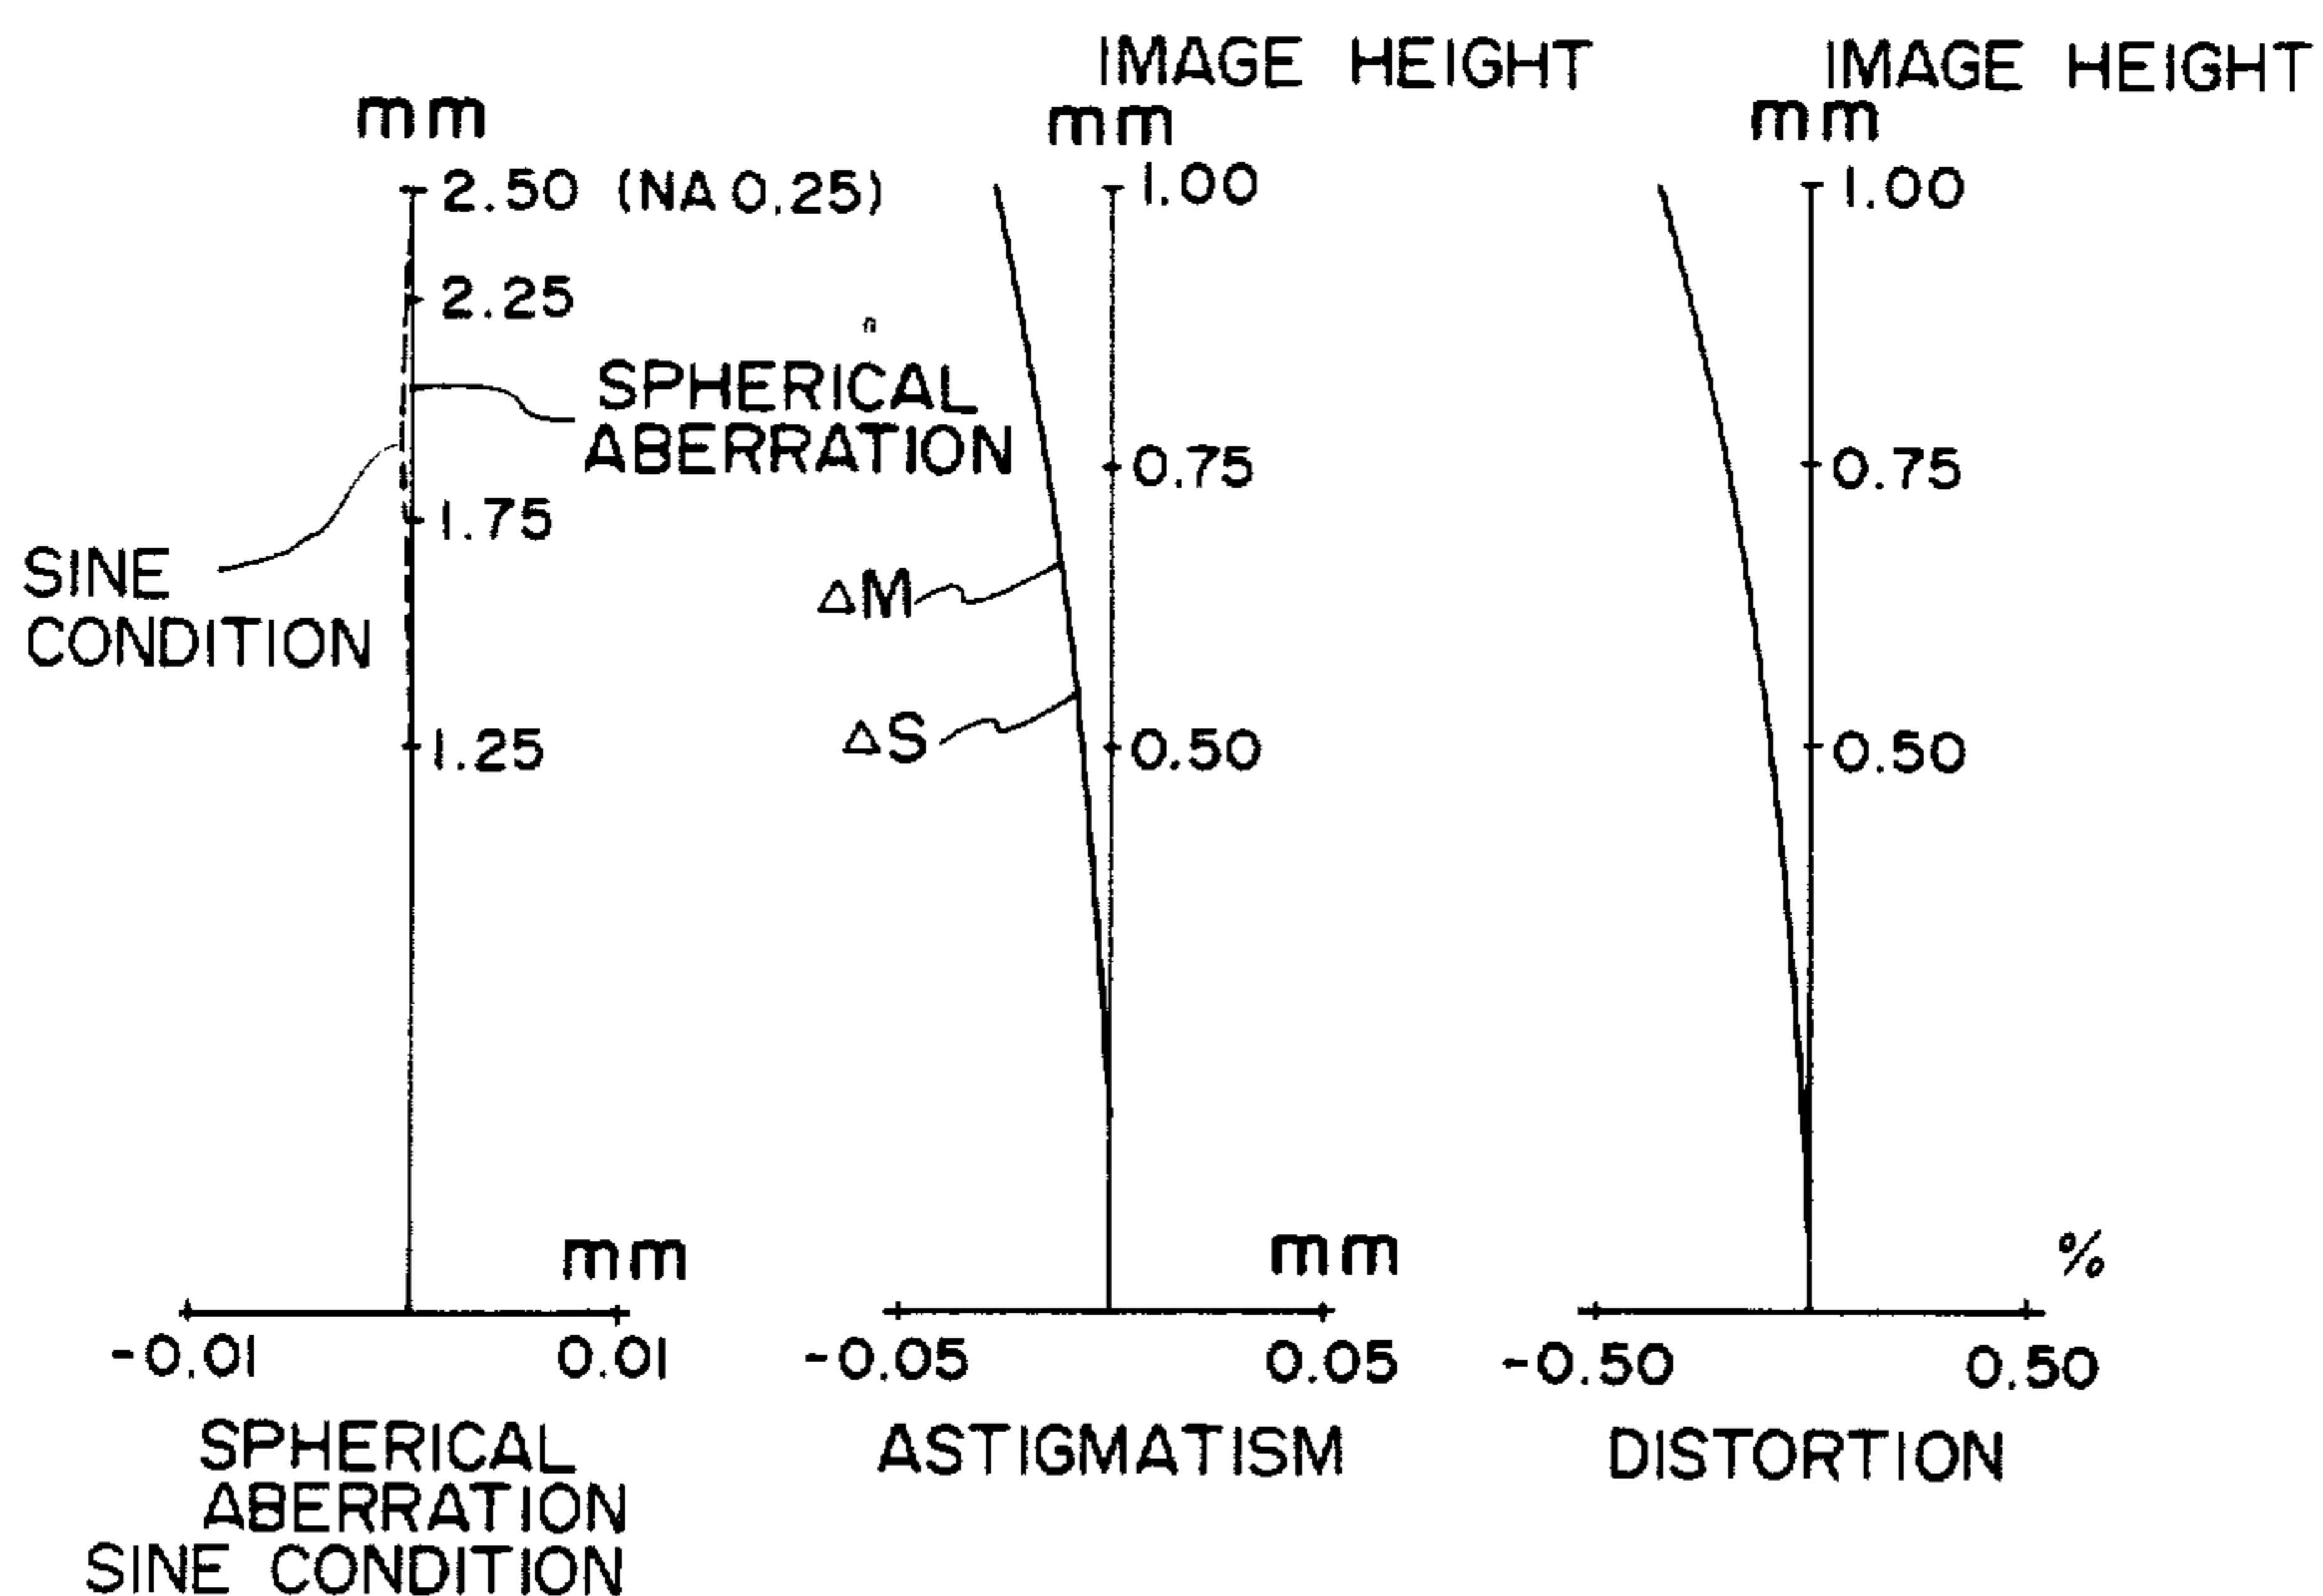 mm
2.50 (NA 0.25)
2.25
SPHERICAL
ABERRATION
1.75
SINE
CONDITION
1.25
mm
-0.01
0.01
SPHERICAL
ABERRATION
SINE CONDITION
IMAGE HEIGHT
mm
1.00
0.75
ΔM
ΔS
0.50
mm
-0.05
0.05
ASTIGMATISM
IMAGE HEIGHT
mm
1.00
0.75
0.50
%
-0.50
0.50
DISTORTION